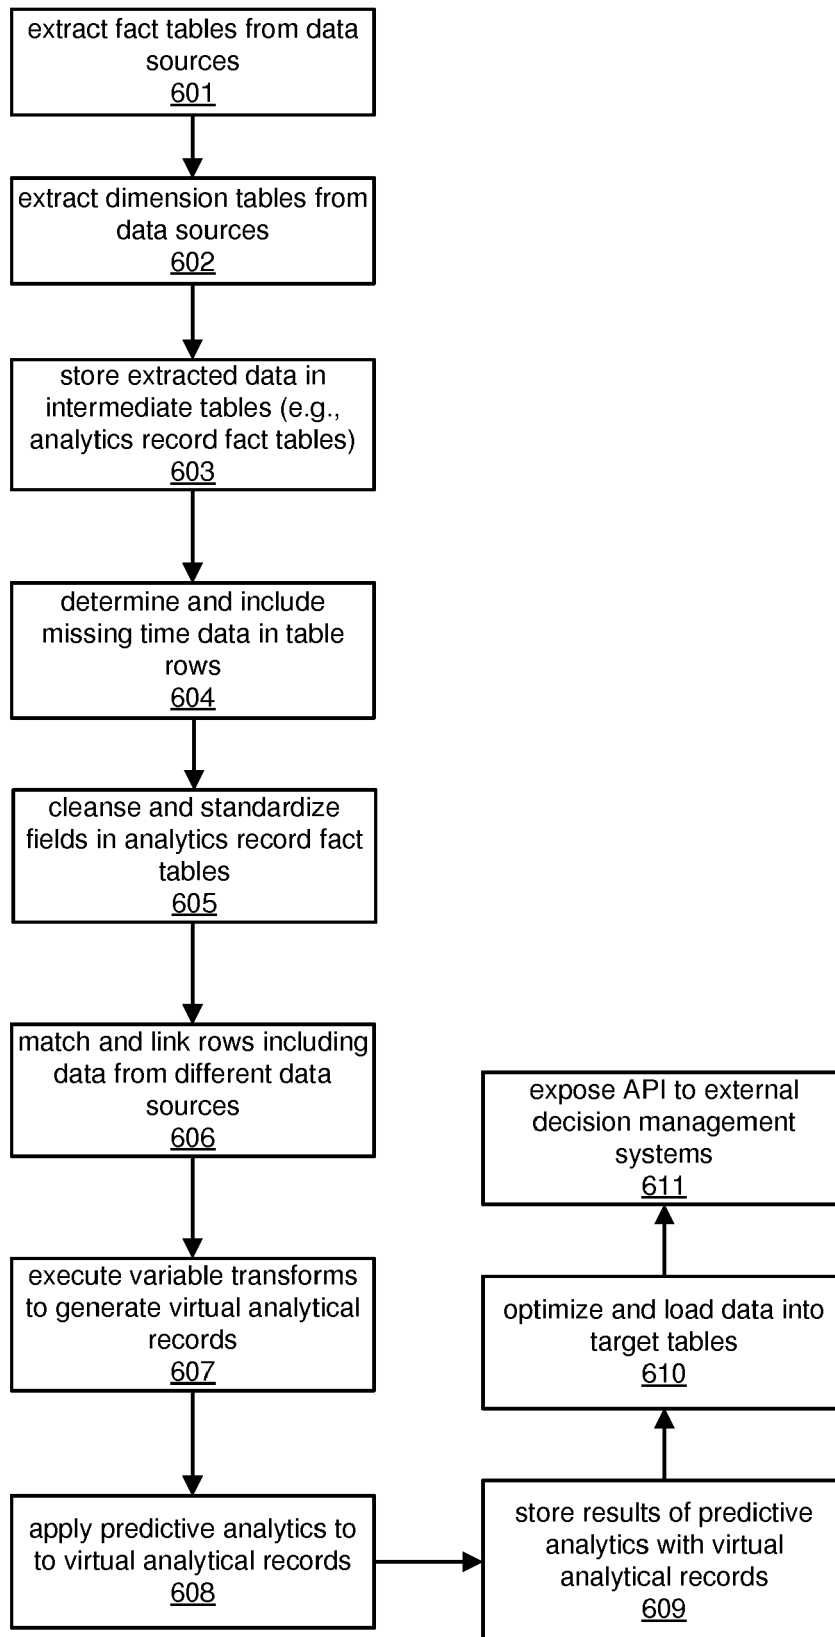 extract fact tables from data
sources
601
extract dimension tables from
data sources
602
store extracted data in
intermediate tables (e.g.,
analytics record fact tables)
603
determine and include
missing time data in table
rows
604
cleanse and standardize
fields in analytics record fact
tables
605
match and link rows including
data from different data
sources
606
execute variable transforms
to generate virtual analytical
records
607
apply predictive analytics to
to virtual analytical records
608
store results of predictive
analytics with virtual
analytical records
609
optimize and load data into
target tables
610
expose API to external
decision management
systems
611